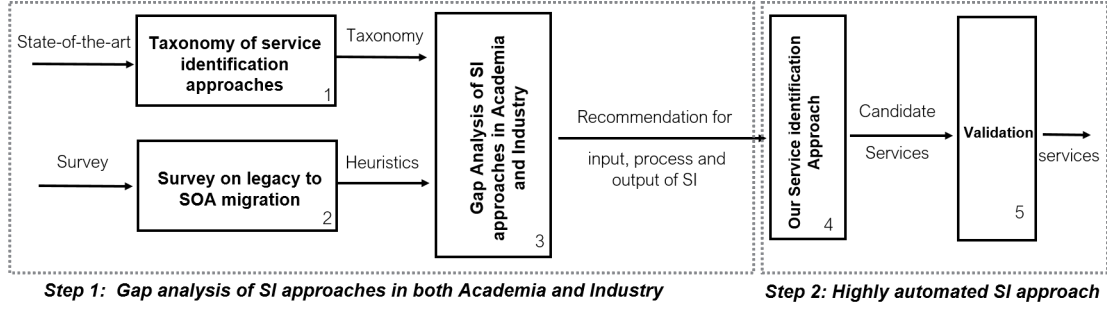 State-of-the-art
Taxonomy of service
identification
approaches
1
Taxonomy
Survey
Survey on legacy to
SOA migration
2
Heuristics
Gap Analysis of SI
approaches in Academia
and Industry
3
Recommendation for
input, process and
output of SI
Our Service identification
Approach
4
Candidate
Services
Validation
5
services
Step 1: Gap analysis of SI approaches in both Academia and Industry
Step 2: Highly automated SI approach